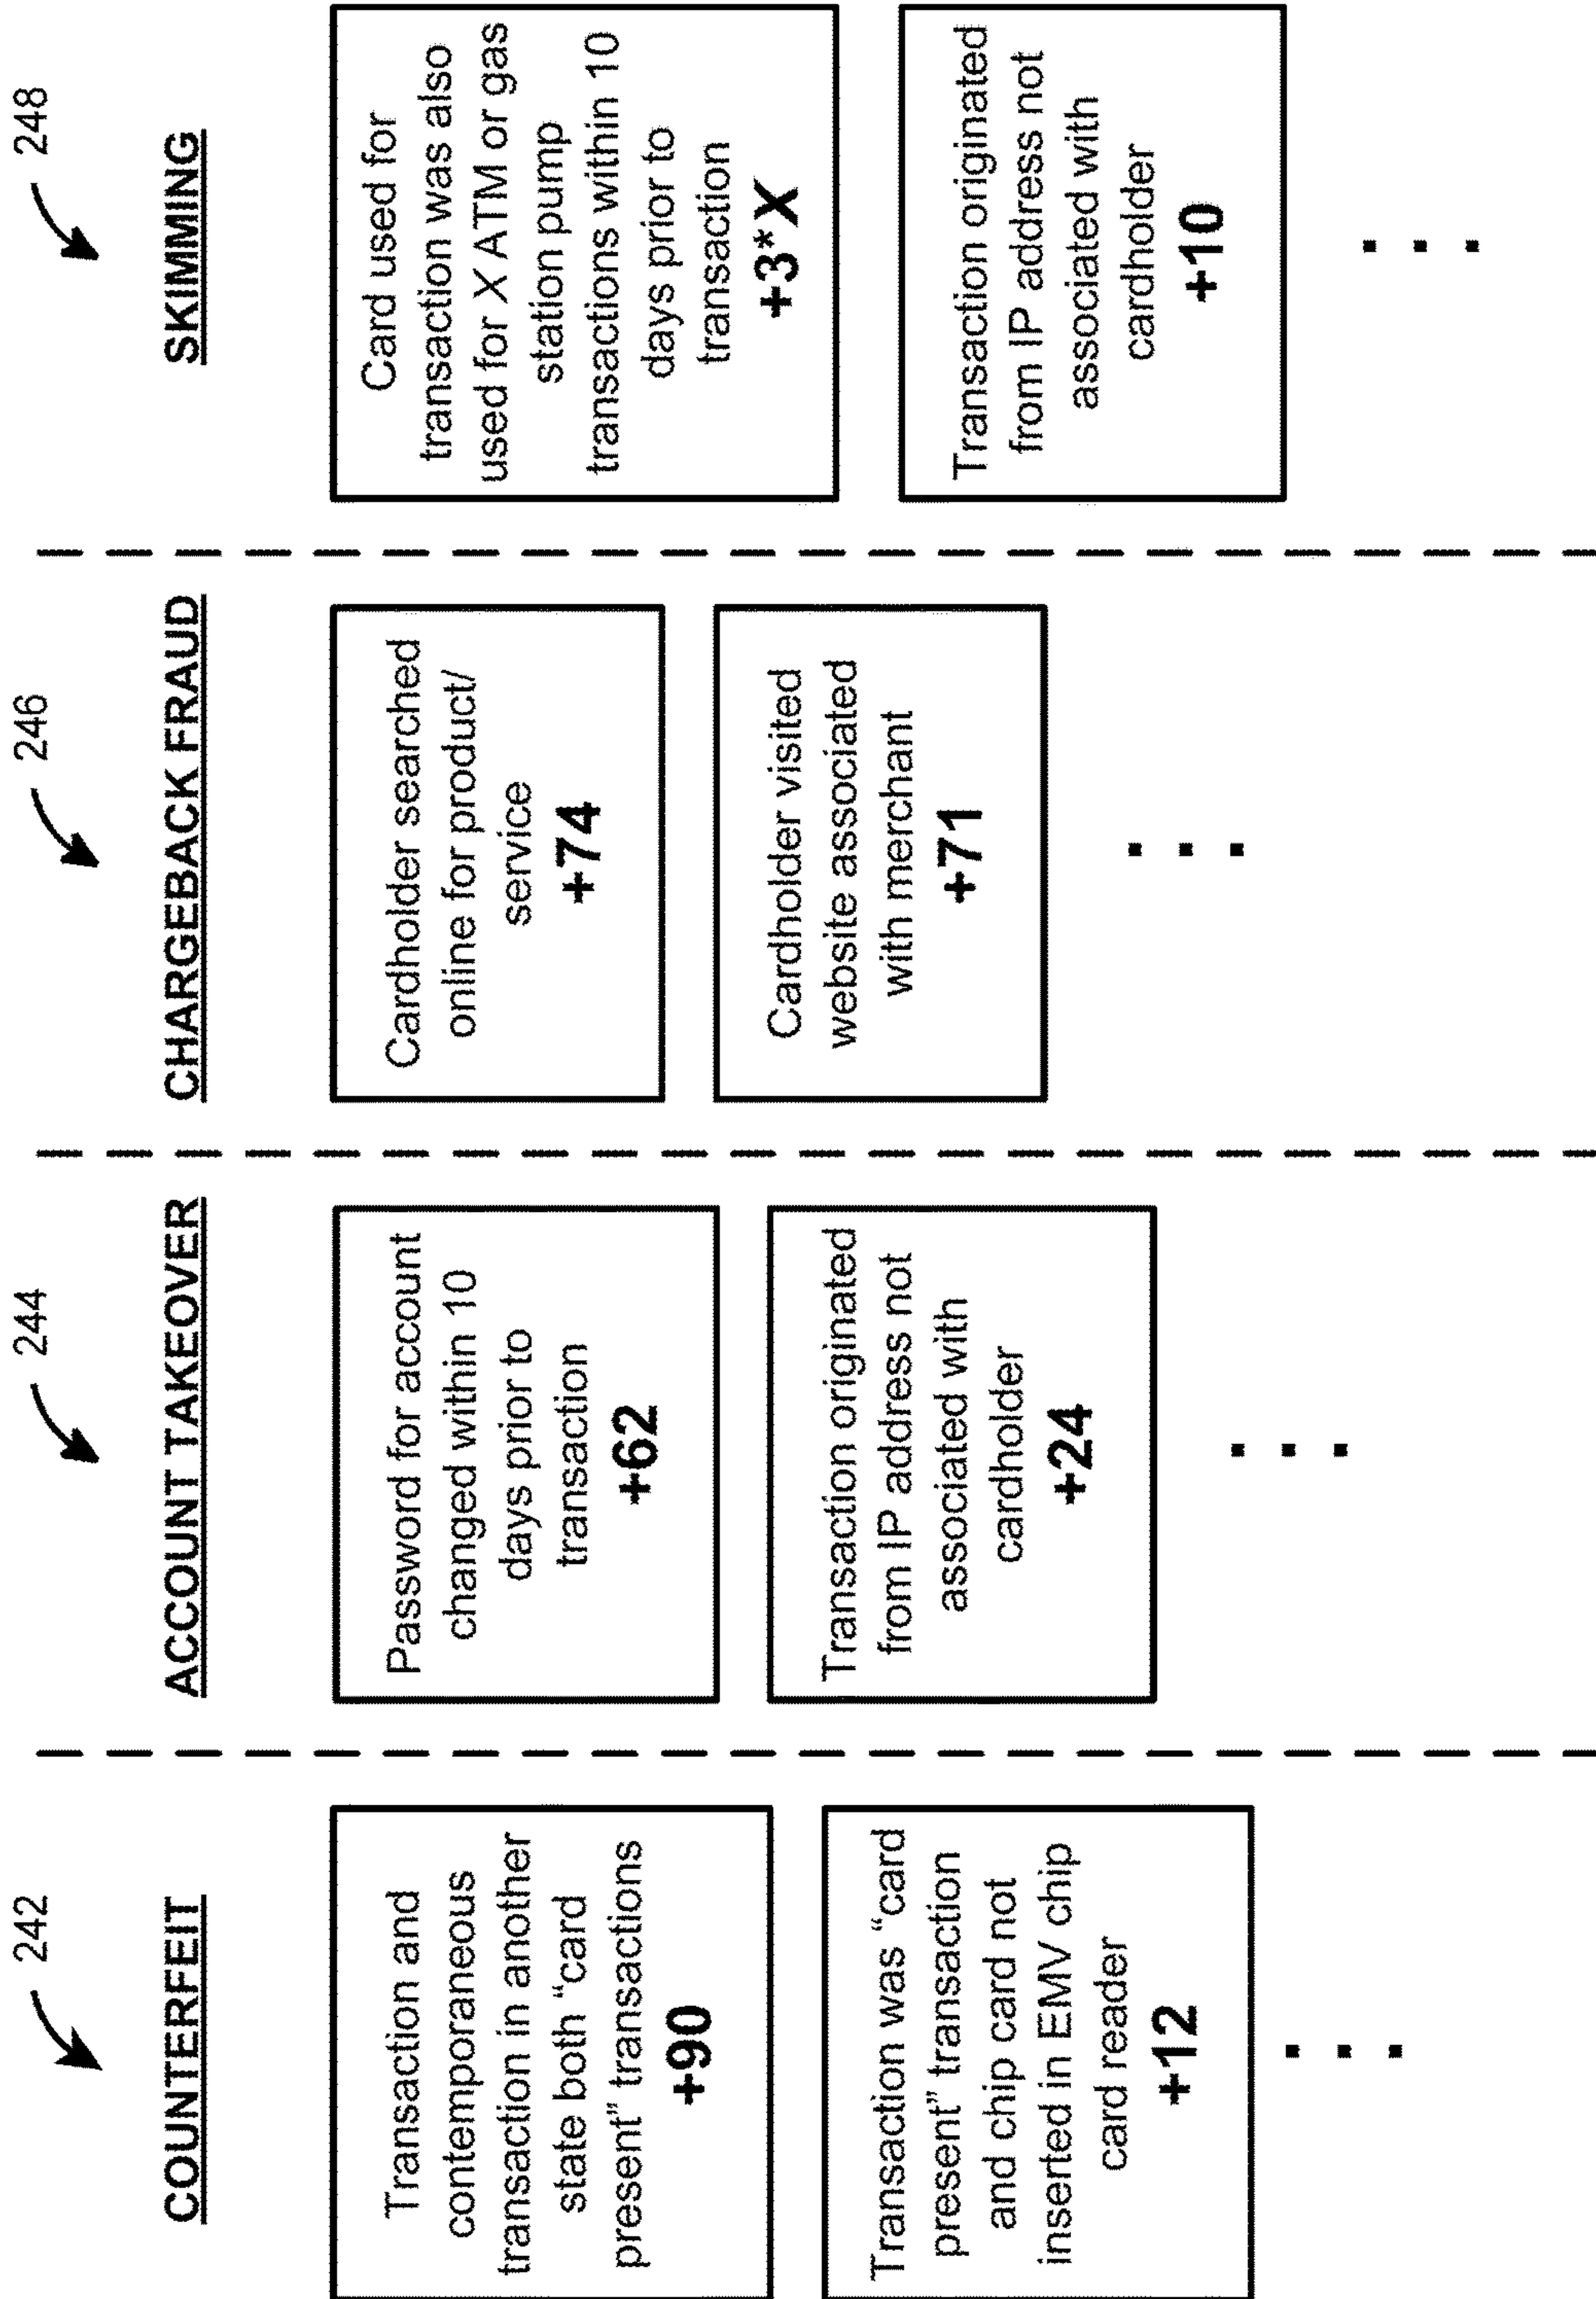 242
COUNTERFEIT
Transaction and
contemporaneous
transaction in another
state both “card
present” transactions
+90
Transaction was “card
present” transaction
and chip card not
inserted in EMV chip
card reader
+12
244
ACCOUNT TAKEOVER
Password for account
changed within 10
days prior to
transaction
+62
Transaction originated
from IP address not
associated with
cardholder
+24
246
CHARGEBACK FRAUD
Cardholder searched
online for product/
service
+74
Cardholder visited
website associated
with merchant
+71
248
SKIMMING
Card used for
transaction was also
used for X ATM or gas
station pump
transactions within 10
days prior to
transaction
+3*X
Transaction originated
from IP address not
associated with
cardholder
+10